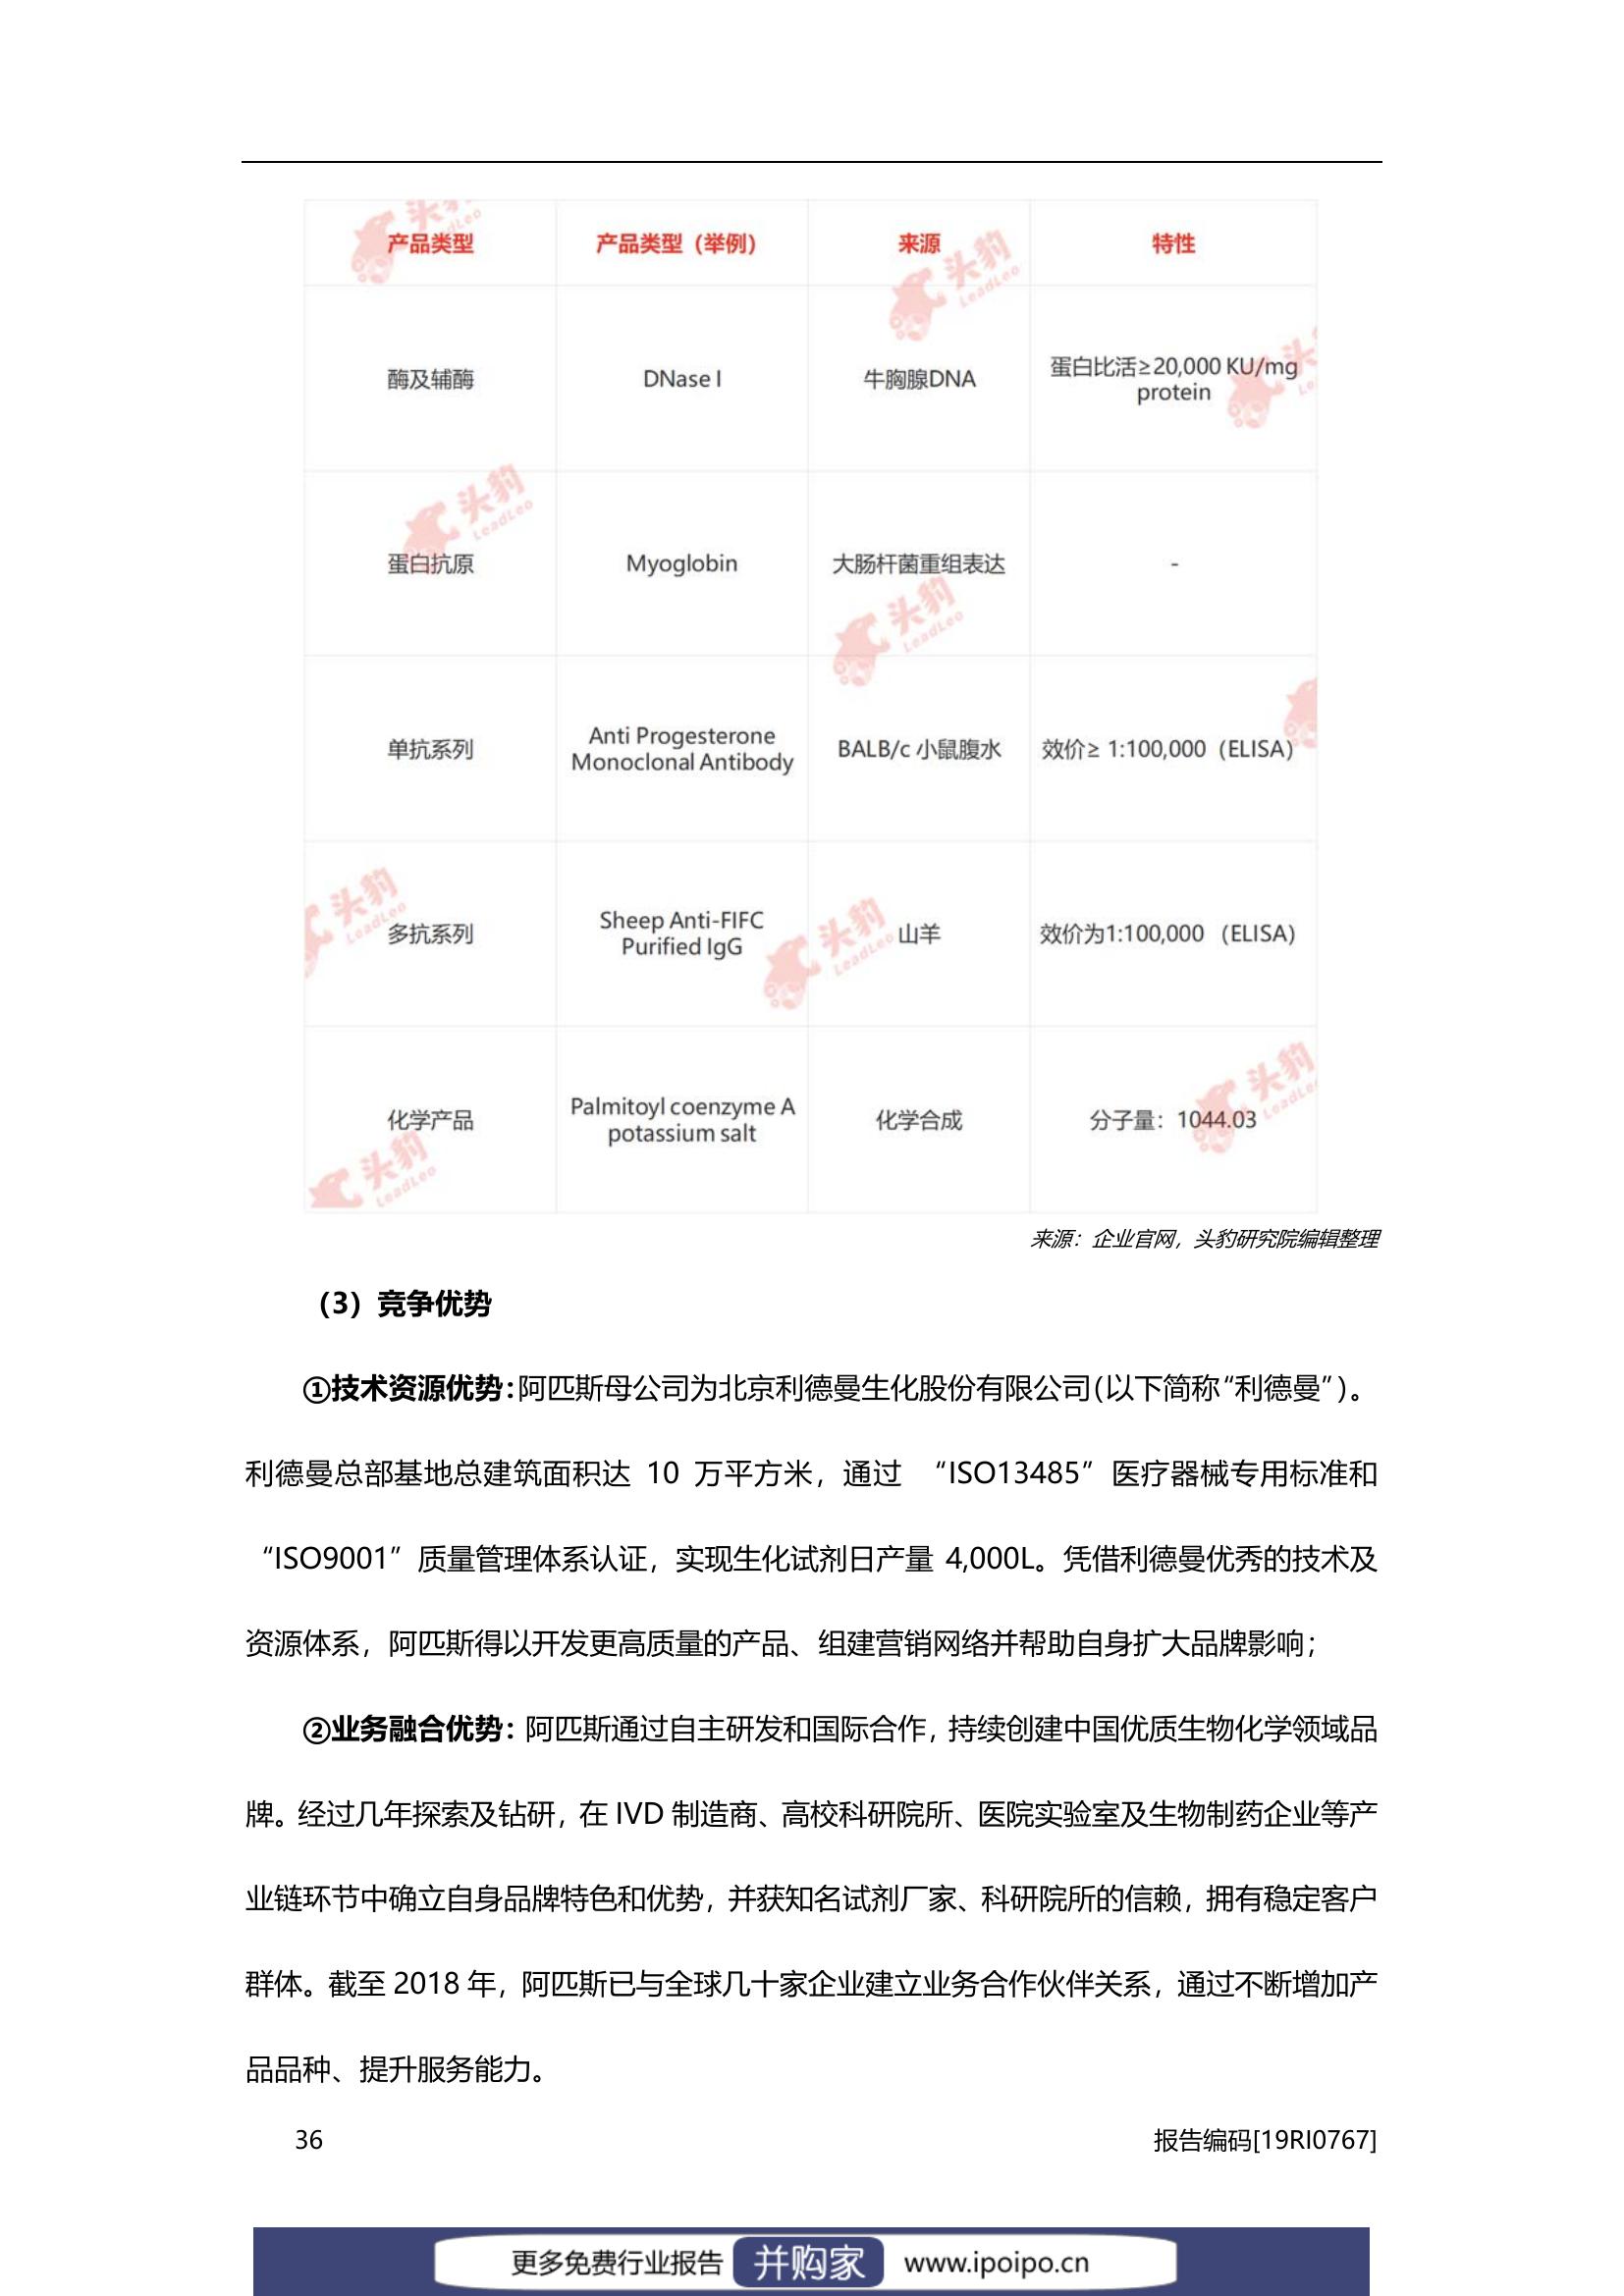 产品类型 产品类型（举例） 来源 特性
酶及辅酶 DNase I 牛胸腺DNA 蛋白比活≥20,000 KU/mg
protein
蛋白抗原 Myoglobin 大肠杆菌重组表达 -
单抗系列 Anti Progesterone
Monoclonal Antibody BALB/c 小鼠腹水 效价≥ 1:100,000（ELISA）
多抗系列 Sheep Anti-FIFC
Purified IgG 山羊 效价为1:100,000 （ELISA）
化学产品 Palmitoyl coenzyme A
potassium salt 化学合成 分子量：1044.03
头豹
LeadLeo
来源：企业官网，头豹研究院编辑整理
（3）竞争优势
①技术资源优势：阿匹斯母公司为北京利德曼生化股份有限公司（以下简称“利德曼”）。
利德曼总部基地总建筑面积达 10 万平方米，通过 “ISO13485”医疗器械专用标准和
“ISO9001”质量管理体系认证，实现生化试剂日产量 4,000L。凭借利德曼优秀的技术及
资源体系，阿匹斯得以开发更高质量的产品、组建营销网络并帮助自身扩大品牌影响；
②业务融合优势：阿匹斯通过自主研发和国际合作，持续创建中国优质生物化学领域品
牌。经过几年探索及钻研，在 IVD 制造商、高校科研院所、医院实验室及生物制药企业等产
业链环节中确立自身品牌特色和优势，并获知名试剂厂家、科研院所的信赖，拥有稳定客户
群体。截至 2018 年，阿匹斯已与全球几十家企业建立业务合作伙伴关系，通过不断增加产
品品种、提升服务能力。
36 报告编码[19RI0767]
更多免费行业报告 并购家 www.ipoipo.cn